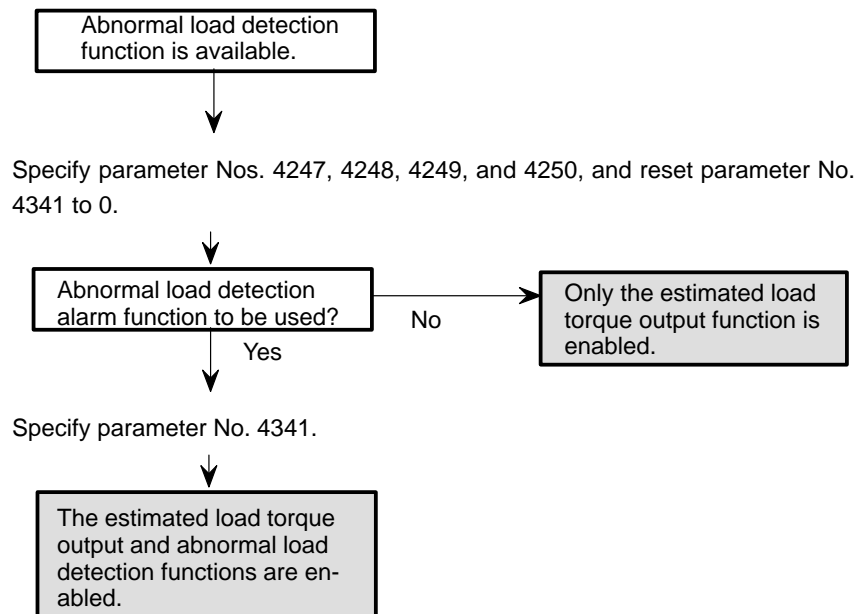 Abnormal load detection
function is available.
Specify parameter Nos. 4247, 4248, 4249, and 4250, and reset parameter No.
4341 to 0.
Abnormal load detection
alarm function to be used?
No
Only the estimated load
torque output function is
enabled.
Yes
Specify parameter No. 4341.
The estimated load torque
output and abnormal load
detection functions are en-
abled.